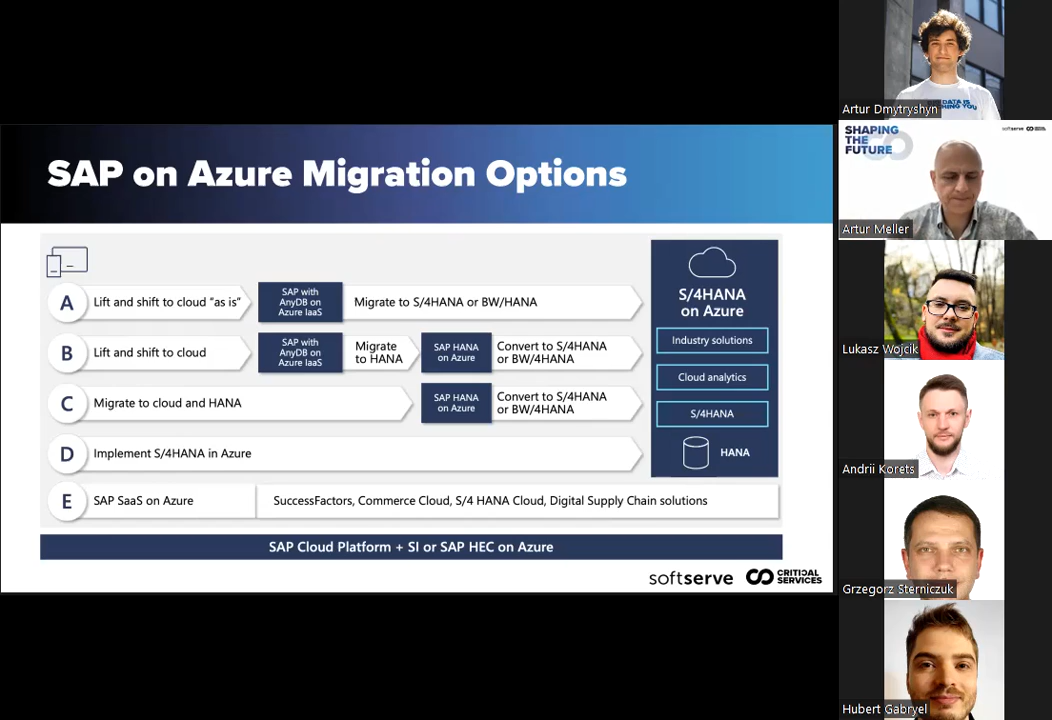 SAP on Azure Migration Options
A
Lift and shift to cloud “as is”
SAP with
AnyDB on
Azure IaaS
Migrate to S/4HANA or BW/HANA
B
Lift and shift to cloud
SAP with
AnyDB on
Azure IaaS
Migrate
to HANA
SAP HANA
on Azure
Convert to S/4HANA
or BW/4HANA
C
Migrate to cloud and HANA
SAP HANA
on Azure
Convert to S/4HANA
or BW/4HANA
D
Implement S/4HANA in Azure
E
SAP SaaS on Azure
SuccessFactors, Commerce Cloud, S/4 HANA Cloud, Digital Supply Chain solutions
S/4HANA
on Azure
Industry solutions
Cloud analytics
S/4HANA
HANA
SAP Cloud Platform + SI or SAP HEC on Azure
softserve
CRITICAL
SERVICES
Artur Dmytryshyn
SHAPING
THE
FUTURE
softserve
Artur Meller
Lukasz Wojcik
Andrii Korets
Grzegorz Sterniczuk
Hubert Gabryel